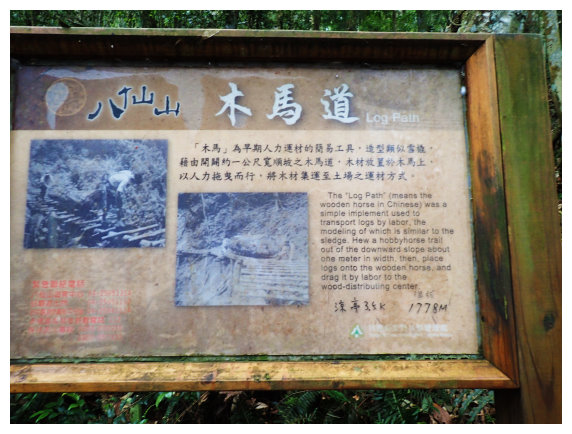 八仙山 木馬道
Log Path
「木馬」為早期人力運材的簡易工具，造型類似雪橇，
藉由開闢約一公尺寬順坡之木馬道，木材放置於木馬上，
以人力拖曳而行，將木材集運至土場之運材方式。
The "Log Path" (means the
wooden horse in Chinese) was a
simple implement used to
transport logs by labor, the
modeling of which is similar to the
sledge. Hew a hobbyhorse trail
out of the downward slope about
one meter in width, then, place
logs onto the wooden horse, and
drag it by labor to the
wood-distributing center.
涼亭
1778M